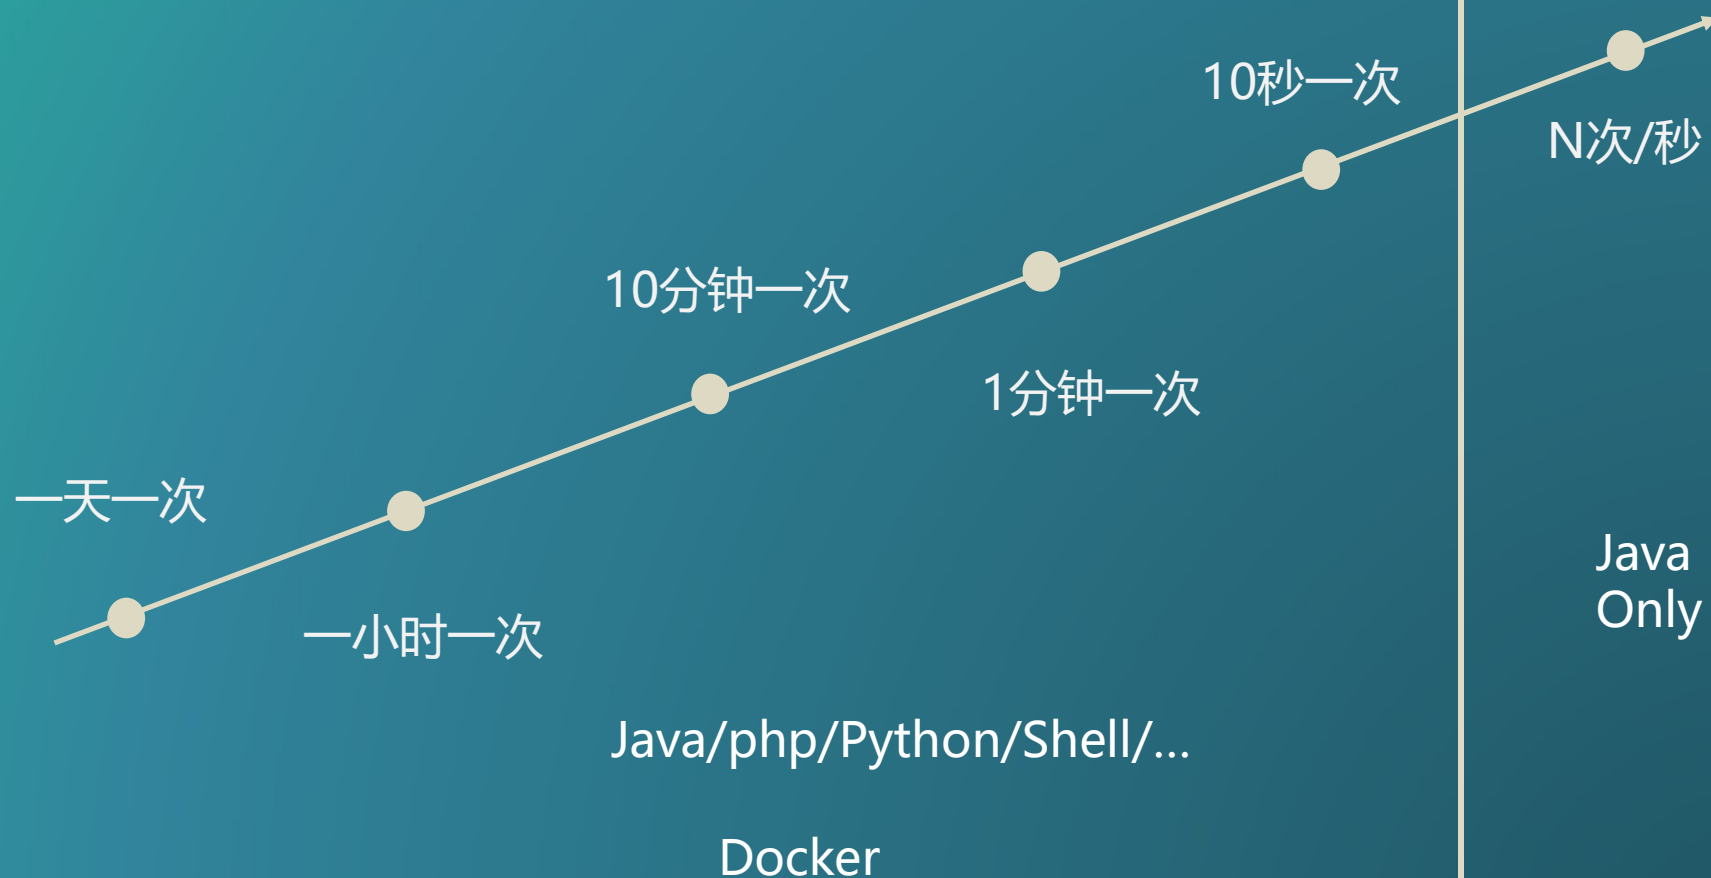 10秒一次
N次/秒
10分钟一次
1分钟一次
一天一次
一小时一次
Java
Only
Java/php/Python/Shell/...
Docker